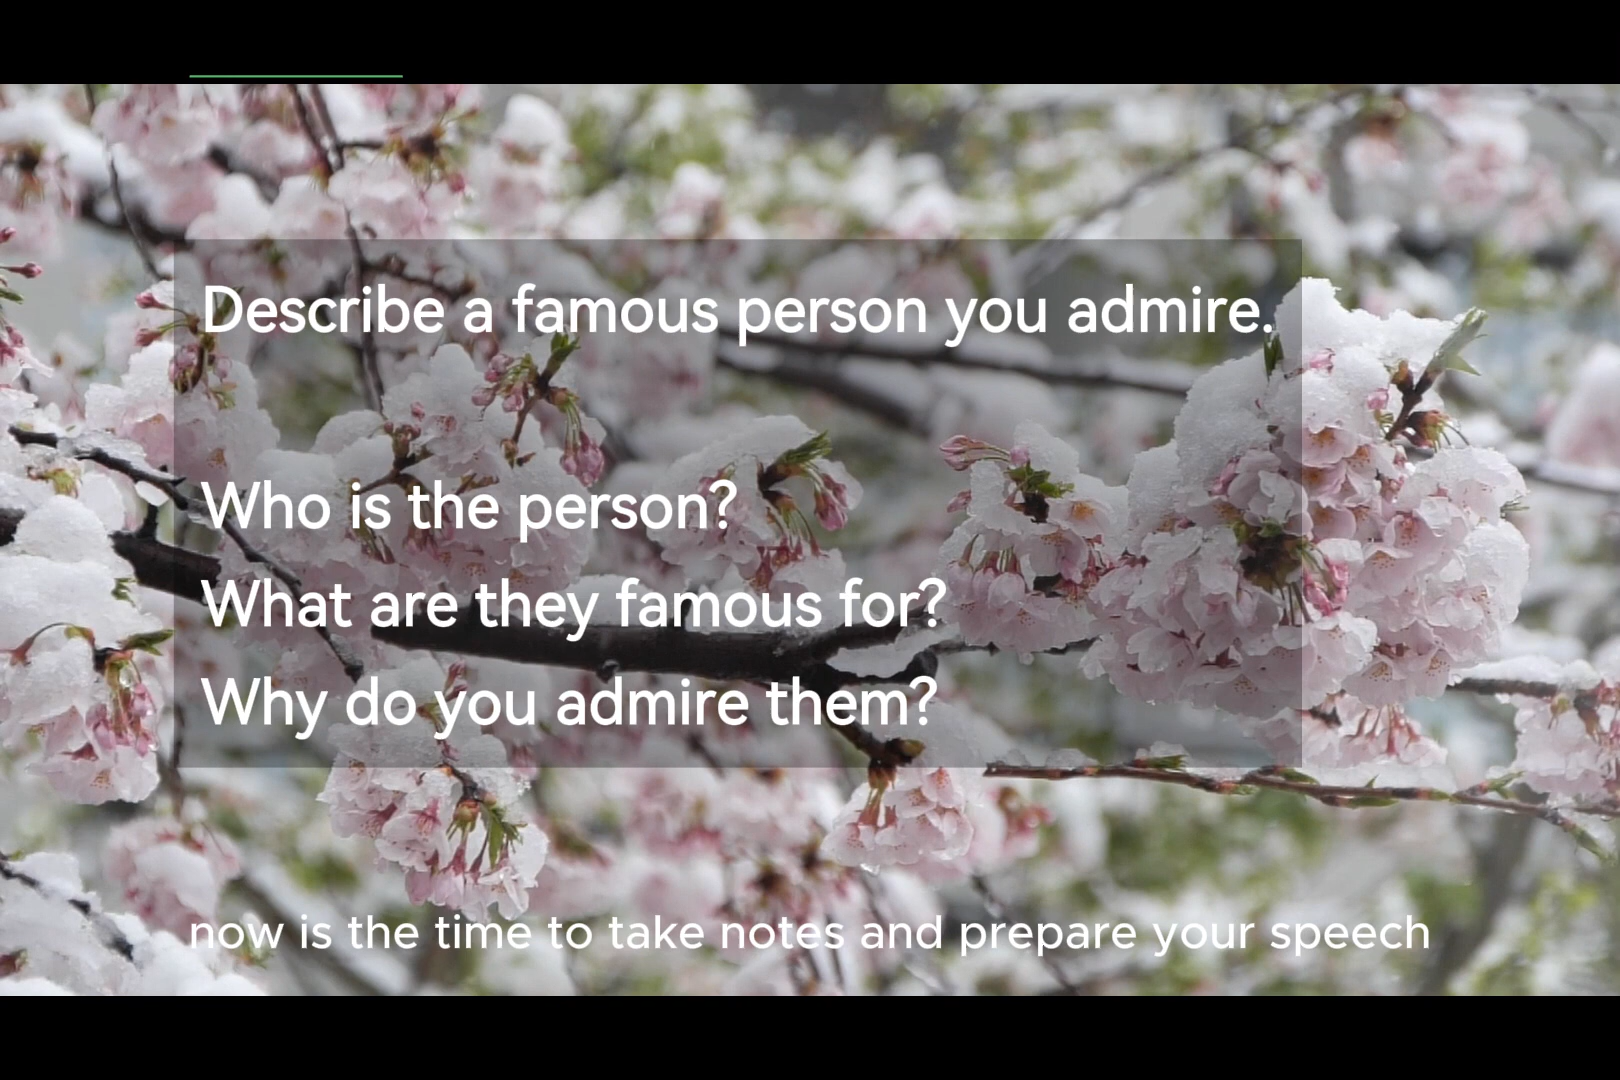 Describe a famous person you admire.
Who is the person?
What are they famous for?
Why do you admire them?
now is the time to take notes and prepare your speech